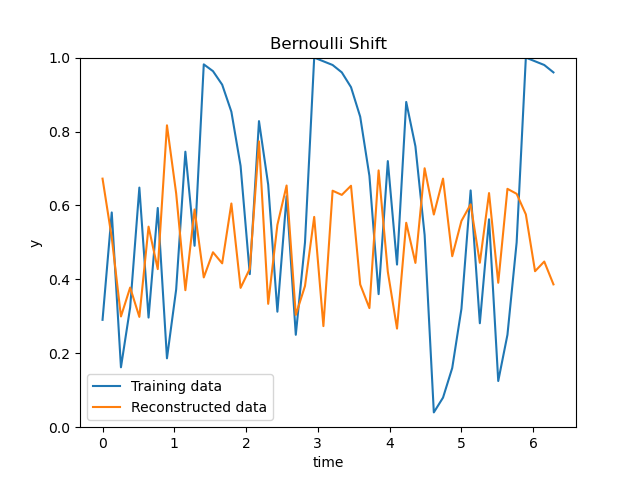 Bernoulli Shift
1.0
0.8
0.6
0.4
0.2
0.0
y
Training data
Reconstructed data
0 1 2 3 4 5 6
time